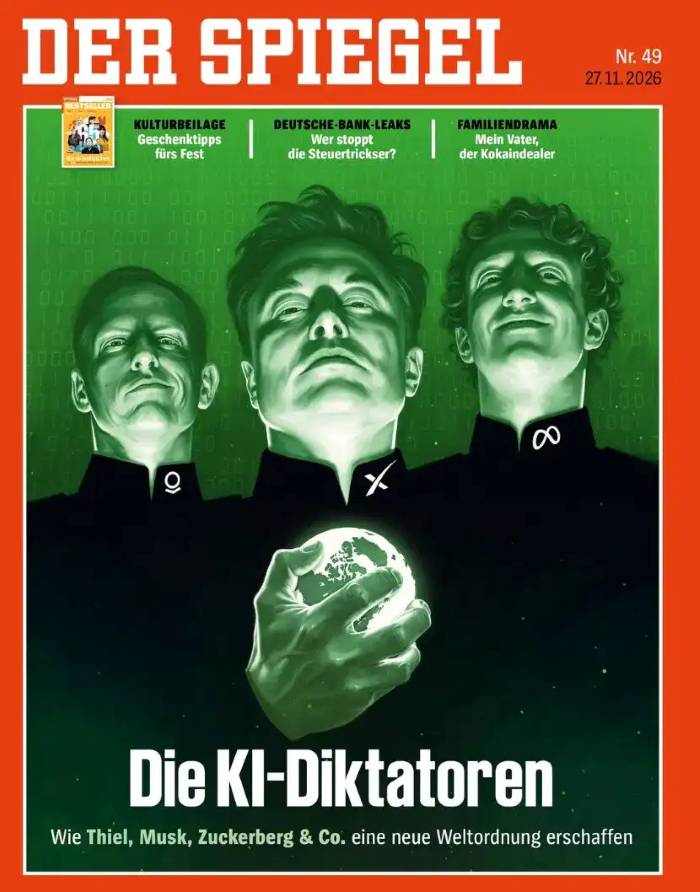 DER SPIEGEL
Nr. 49
27.11.2026
BESTSELLER
KULTURBEILAGE
Geschenktipps
fürs Fest
DEUTSCHE-BANK-LEAKS
Wer stoppt
die Steuertrickser?
FAMILIENDRAMA
Mein Vater,
der Kokaindealer
Die KI-Diktatoren
Wie Thiel, Musk, Zuckerberg & Co. eine neue Weltordnung erschaffen